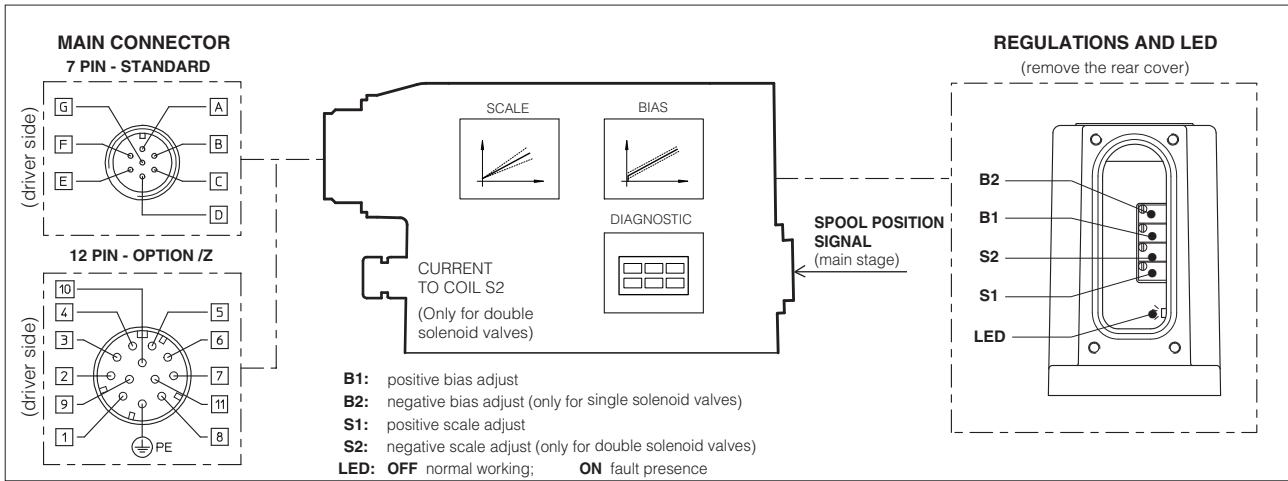 MAIN CONNECTOR
7 PIN - STANDARD
(driver side)
G
A
F
B
E
C
D
12 PIN - OPTION /Z
(driver side)
10
4
5
3
6
2
7
9
11
1
8
PE
SCALE
BIAS
DIAGNOSTIC
CURRENT
TO COIL S2
(Only for double
solenoid valves)
SPOOL POSITION
SIGNAL
(main stage)
B1: positive bias adjust
B2: negative bias adjust (only for single solenoid valves)
S1: positive scale adjust
S2: negative scale adjust (only for double solenoid valves)
LED: OFF normal working; ON fault presence
REGULATIONS AND LED
(remove the rear cover)
B2
B1
S2
S1
LED